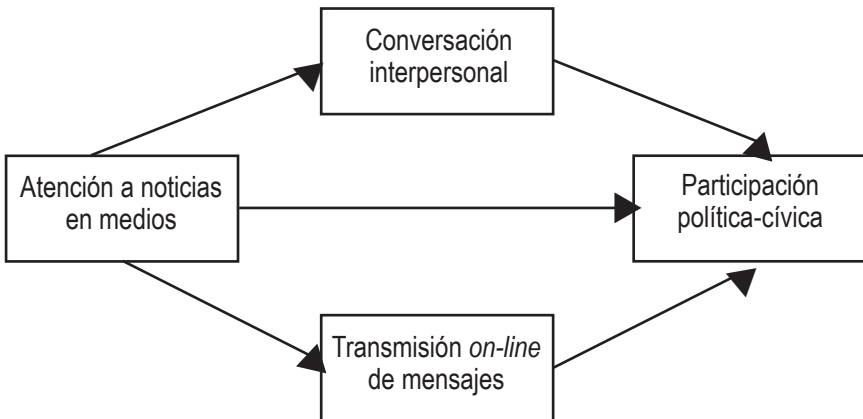 Conversación
interpersonal
Atención a noticias
en medios
Participación
política-cívica
Transmisión on-line
de mensajes